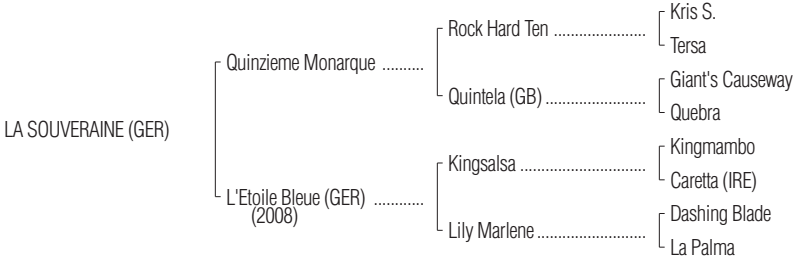 Kris S.
Rock Hard Ten ......................
Tersa
Quinzieme Monarque ..........
Giant's Causeway
Quintela (GB) ........................
Quebra
LA SOUVERAINE (GER)
Kingmambo
Kingsalsa ..............................
Caretta (IRE)
L'Etoile Bleue (GER) ............
(2008)
Dashing Blade
Lily Marlene ..........................
La Palma